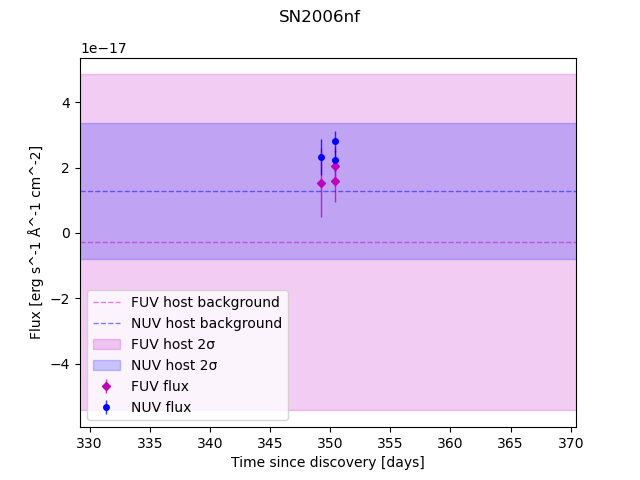 SN2006nf
1e−17
4
2
0
−2
−4
Flux [erg s^-1 Å^-1 cm^-2]
FUV host background
NUV host background
FUV host 2σ
NUV host 2σ
FUV flux
NUV flux
330 335 340 345 350 355 360 365 370
Time since discovery [days]